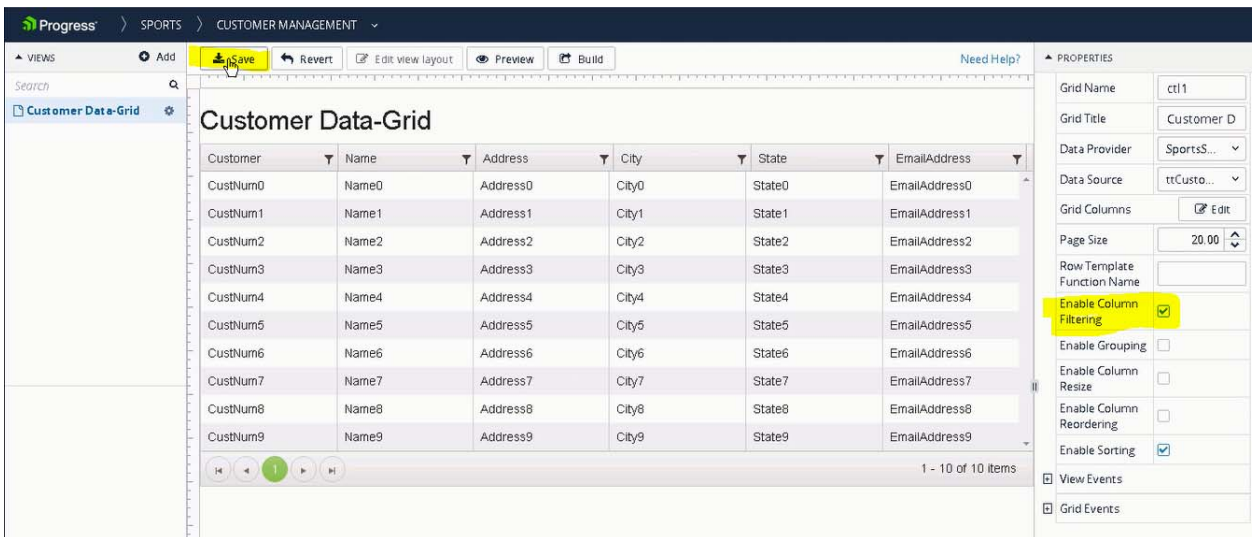 Progress SPORTS CUSTOMER MANAGEMENT
VIEWS Add
Search
Customer Data-Grid
Save Revert Edit view layout Preview Build Need Help?
Customer Data-Grid
Customer Name Address City State EmailAddress
CustNum0 Name0 Address0 City0 State0 EmailAddress0
CustNum1 Name1 Address1 City1 State1 EmailAddress1
CustNum2 Name2 Address2 City2 State2 EmailAddress2
CustNum3 Name3 Address3 City3 State3 EmailAddress3
CustNum4 Name4 Address4 City4 State4 EmailAddress4
CustNum5 Name5 Address5 City5 State5 EmailAddress5
CustNum6 Name6 Address6 City6 State6 EmailAddress6
CustNum7 Name7 Address7 City7 State7 EmailAddress7
CustNum8 Name8 Address8 City8 State8 EmailAddress8
CustNum9 Name9 Address9 City9 State9 EmailAddress9
1 1 - 10 of 10 items
PROPERTIES
Grid Name ctl1
Grid Title Customer D
Data Provider SportsS...
Data Source ttCusto...
Grid Columns Edit
Page Size 20.00
Row Template
Function Name
Enable Column
Filtering
Enable Grouping
Enable Column
Resize
Enable Column
Reordering
Enable Sorting
View Events
Grid Events